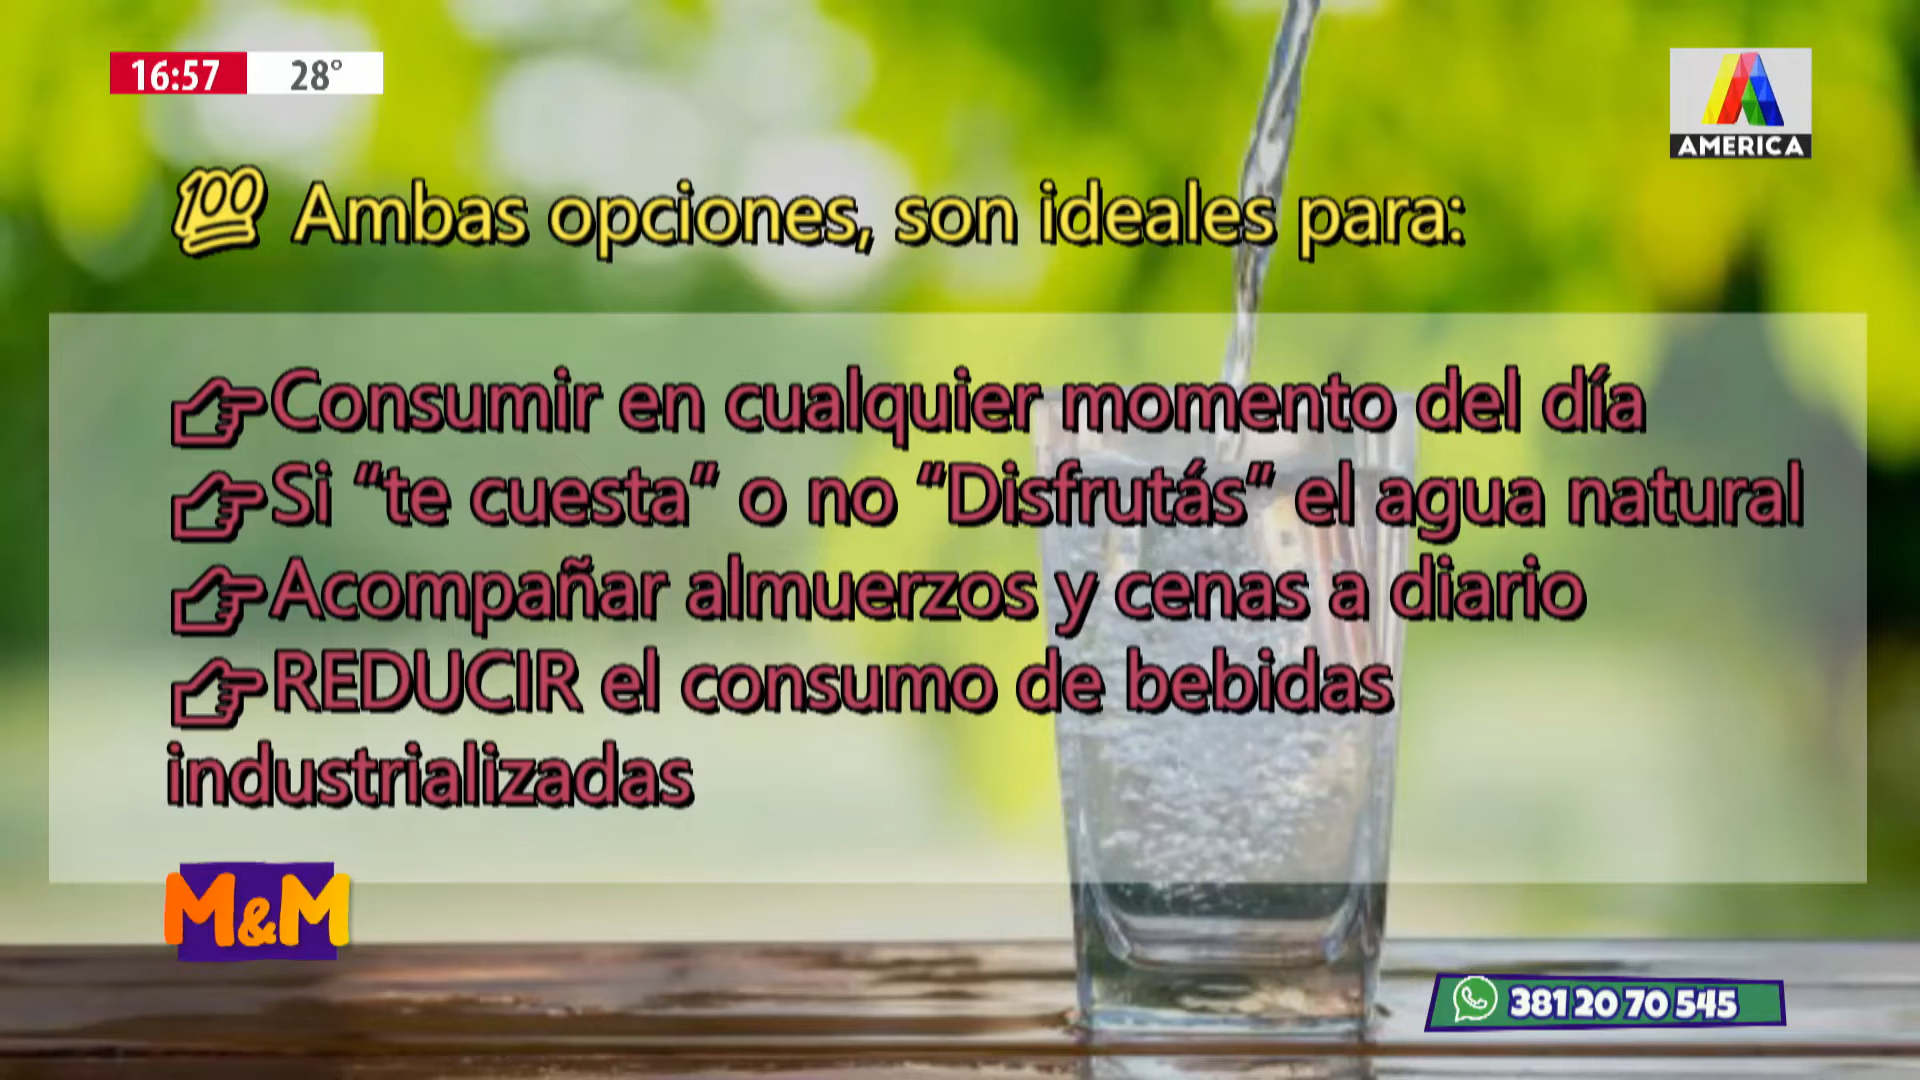 16:57 28°
AMERICA
💯 Ambas opciones, son ideales para:
👉Consumir en cualquier momento del día
👉Si “te cuesta” o no “Disfrutás” el agua natural
👉Acompañar almuerzos y cenas a diario
👉REDUCIR el consumo de bebidas
industrializadas
M&M
381 20 70 545